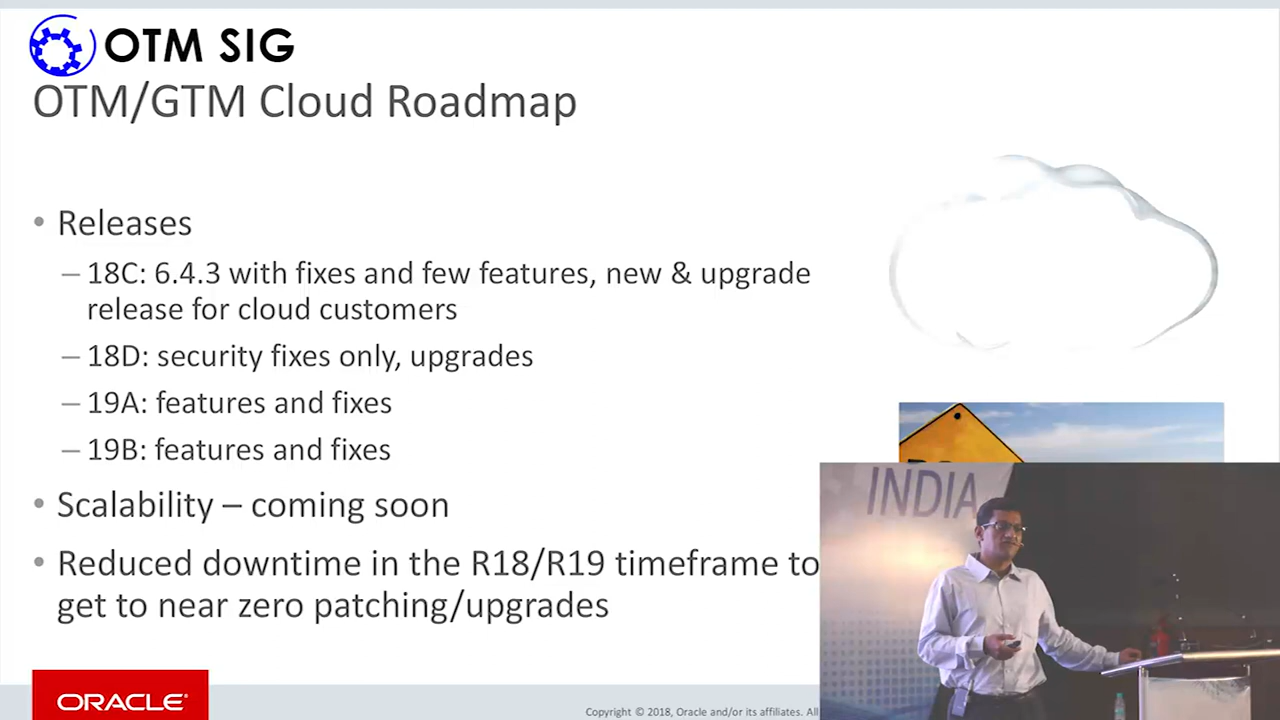 OTM SIG
OTM/GTM Cloud Roadmap
• Releases
– 18C: 6.4.3 with fixes and few features, new & upgrade
release for cloud customers
– 18D: security fixes only, upgrades
– 19A: features and fixes
– 19B: features and fixes
• Scalability – coming soon
• Reduced downtime in the R18/R19 timeframe to
get to near zero patching/upgrades
INDIA
ORACLE®
Copyright © 2018, Oracle and/or its affiliates. All